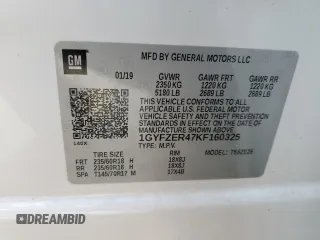 GM
MFD BY GENERAL MOTORS LLC
01/19
GVWR GAWR FRT GAWR RR
2350 KG 1220 KG 1220 KG
5180 LB 2689 LB 2689 LB
THIS VEHICLE CONFORMS TO ALL APPLICABLE
U.S. FEDERAL MOTOR VEHICLE SAFETY, BUMPER,
AND THEFT PREVENTION STANDARDS IN EFFECT
ON THE DATE OF MANUFACTURE SHOWN ABOVE.
1GYFZER47KF160325
TYPE: M.P.V.
TIRE SIZE RIM
FRT 235/60R18 H 18X8J
RR 235/60R18 H 18X8J
SPA T145/70R17 M 17X4B
AutoBidMaster.com